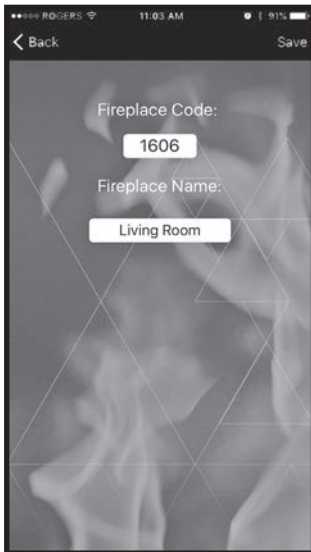 ROGERS 11:03 AM 91%
Back Save
Fireplace Code:
1606
Fireplace Name:
Living Room